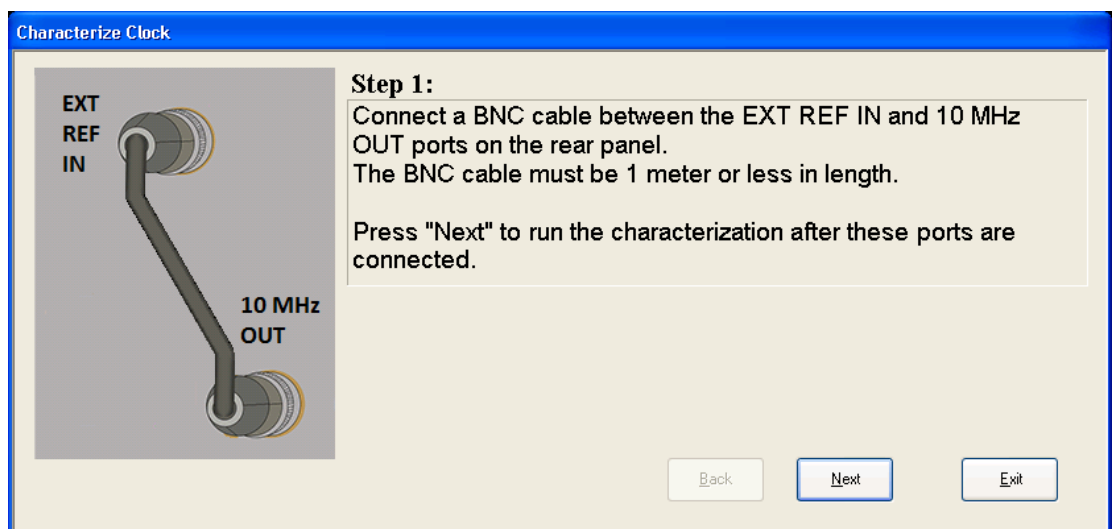 Characterize Clock
EXT
REF
IN
10 MHz
OUT
Step 1:
Connect a BNC cable between the EXT REF IN and 10 MHz
OUT ports on the rear panel.
The BNC cable must be 1 meter or less in length.
Press "Next" to run the characterization after these ports are
connected.
Back
Next
Exit